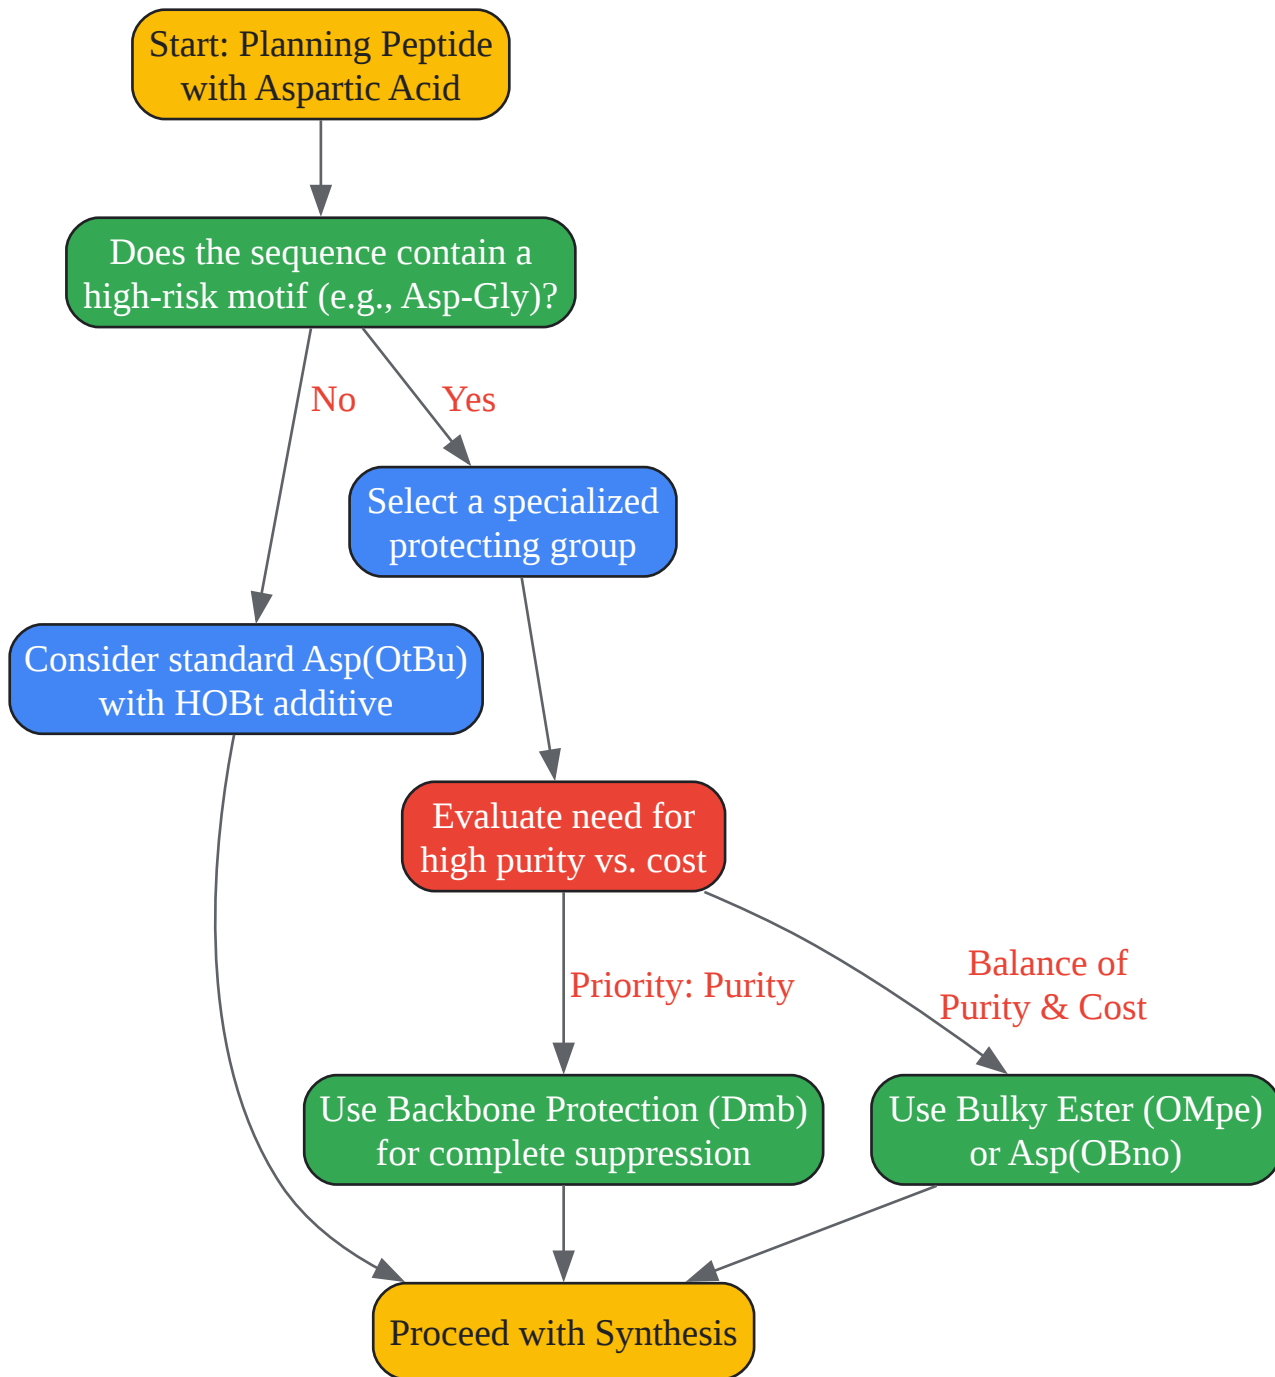 Start: Planning Peptide
with Aspartic Acid
Does the sequence contain a
high-risk motif (e.g., Asp-Gly)?
No
Yes
Select a specialized
protecting group
Consider standard Asp(OtBu)
with HOBt additive
Evaluate need for
high purity vs. cost
Priority: Purity
Balance of
Purity & Cost
Use Backbone Protection (Dmb)
for complete suppression
Use Bulky Ester (OMpe)
or Asp(OBno)
Proceed with Synthesis